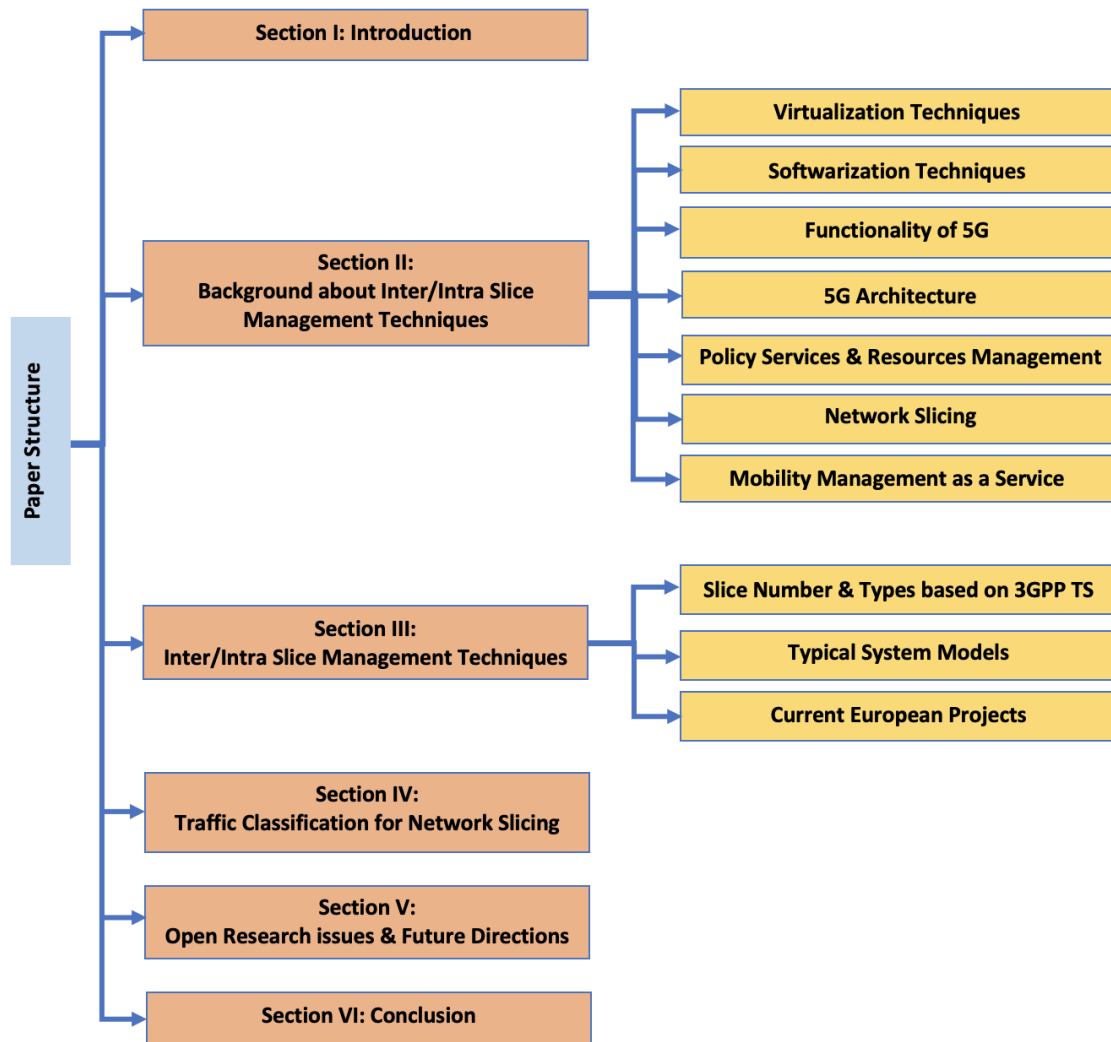 Paper Structure
Section I: Introduction
Section II:
Background about Inter/Intra Slice
Management Techniques
Virtualization Techniques
Softwarization Techniques
Functionality of 5G
5G Architecture
Policy Services & Resources Management
Network Slicing
Mobility Management as a Service
Section III:
Inter/Intra Slice Management Techniques
Slice Number & Types based on 3GPP TS
Typical System Models
Current European Projects
Section IV:
Traffic Classification for Network Slicing
Section V:
Open Research issues & Future Directions
Section VI: Conclusion